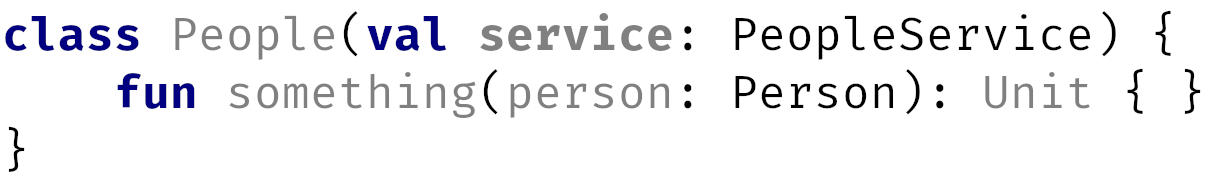 class People(val service: PeopleService) {
    fun something(person: Person): Unit { }
}